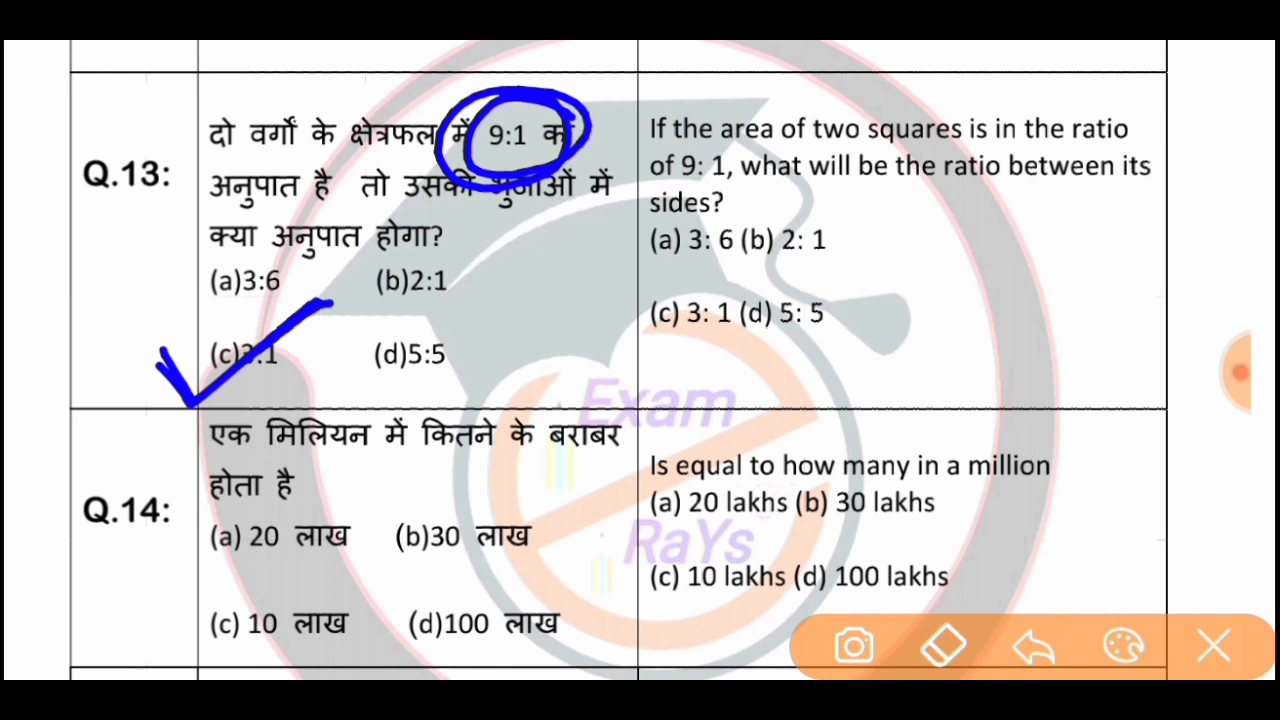 Q.13:
दो वर्गों के क्षेत्रफल में 9:1 का
अनुपात है तो उसकी भुजाओं में
क्या अनुपात होगा?
(a)3:6 (b)2:1
(c)3:1 (d)5:5
If the area of two squares is in the ratio
of 9: 1, what will be the ratio between its
sides?
(a) 3: 6 (b) 2: 1
(c) 3: 1 (d) 5: 5
Q.14:
एक मिलियन में कितने के बराबर
होता है
(a) 20 लाख (b)30 लाख
(c) 10 लाख (d)100 लाख
Is equal to how many in a million
(a) 20 lakhs (b) 30 lakhs
(c) 10 lakhs (d) 100 lakhs
Exam
RaYs